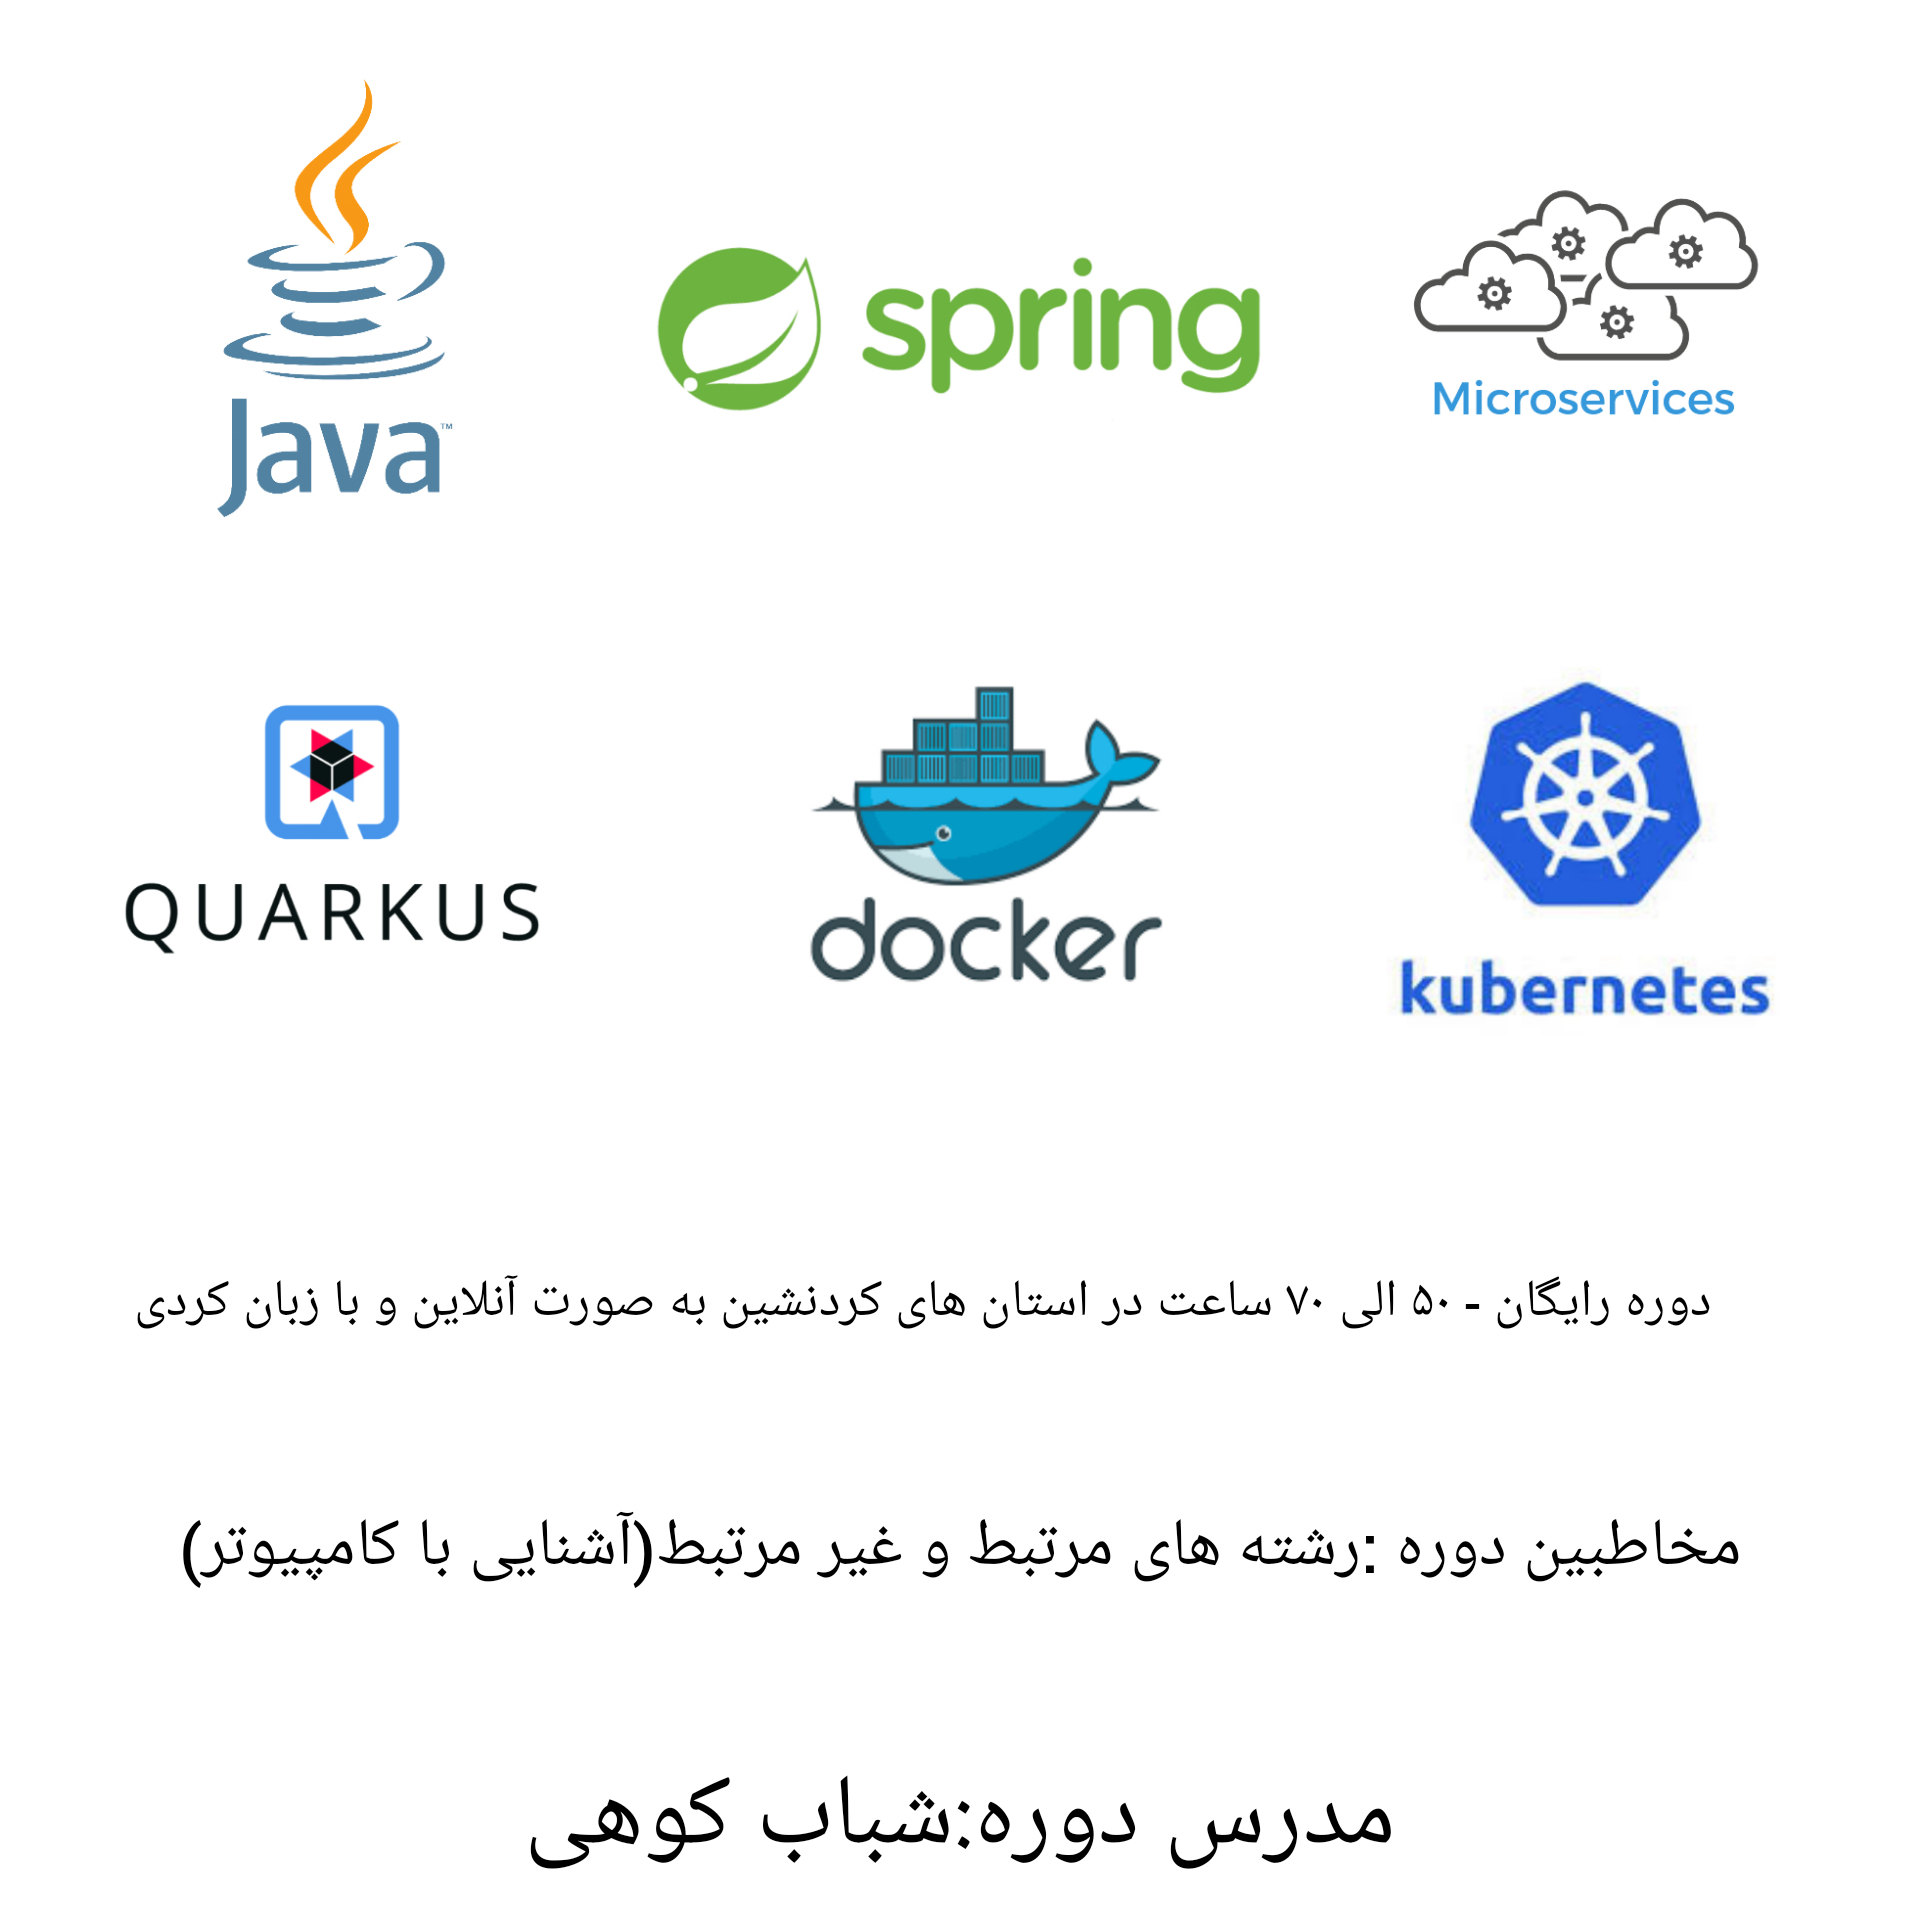 Java™
spring
Microservices
QUARKUS
docker
kubernetes
دوره رایگان - ۵۰ الی ۷۰ ساعت در استان های کردنشین به صورت آنلاین و با زبان کردی
مخاطبین دوره :رشته های مرتبط و غیر مرتبط(آشنایی با کامپیوتر)
مدرس دوره:شباب کوهی